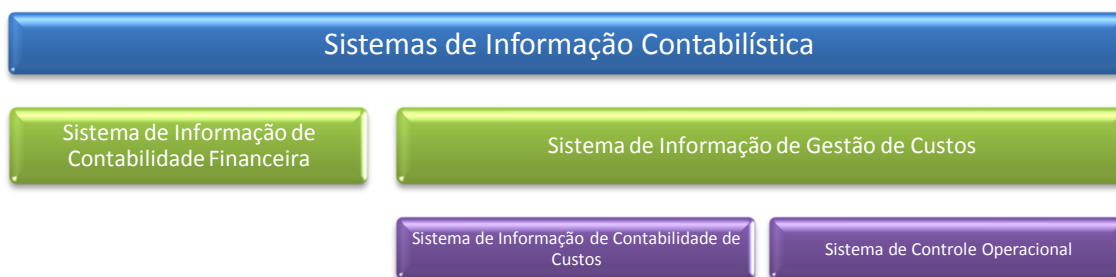 Sistemas de Informação Contabilística
Sistema de Informação de
Contabilidade Financeira
Sistema de Informação de Gestão de Custos
Sistema de Informação de Contabilidade de
Custos
Sistema de Controle Operacional